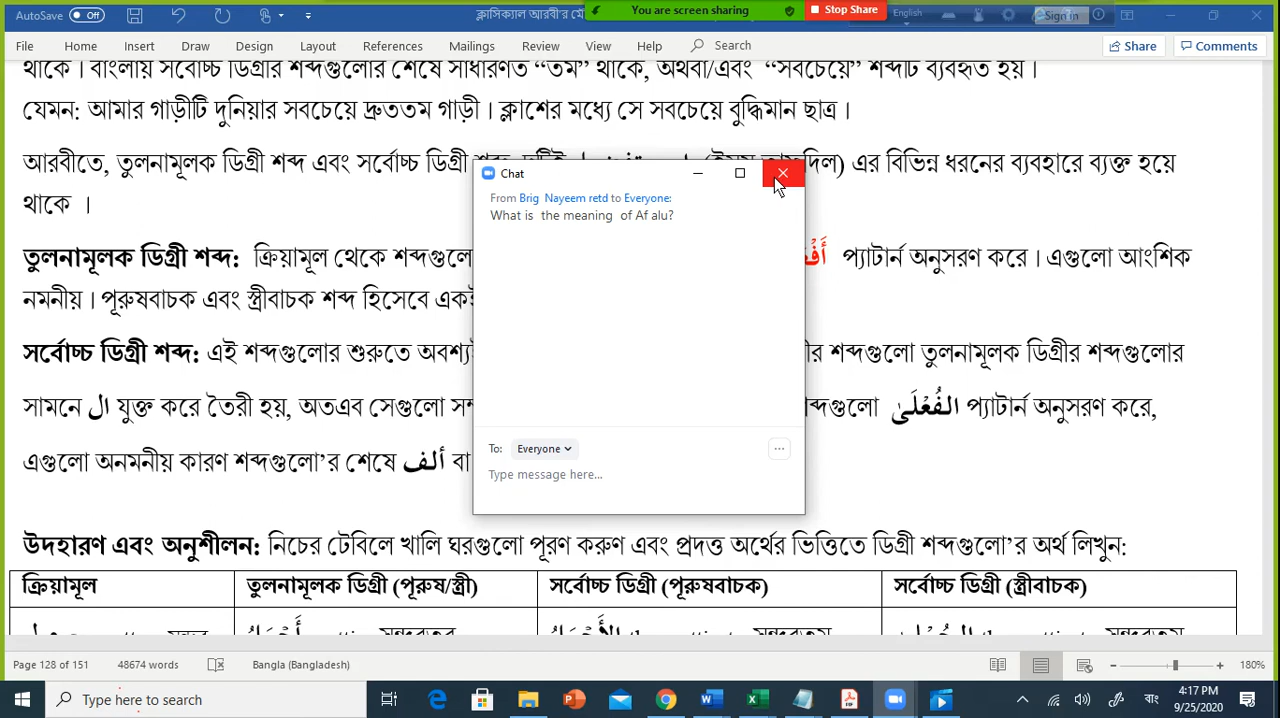 You are screen sharing
Stop Share
AutoSave Off
ক্লাসিক্যাল আরবী'র মৌ
English
Sign in
File Home Insert Draw Design Layout References Mailings Review View Help Search Share Comments
থাকে। বাংলায় সর্বোচ্চ ডিগ্রীর শব্দগুলোর শেষে সাধারণত “তম” থাকে, অথবা/এবং “সবচেয়ে” শব্দটি ব্যবহৃত হয়।
যেমন: আমার গাড়ীটি দুনিয়ার সবচেয়ে দ্রুততম গাড়ী। ক্লাশের মধ্যে সে সবচেয়ে বুদ্ধিমান ছাত্র।
আরবীতে, তুলনামূলক ডিগ্রী শব্দ এবং সর্বোচ্চ ডিগ্রী এর বিভিন্ন ধরনের ব্যবহারে ব্যক্ত হয়ে
থাকে ।
তুলনামূলক ডিগ্রী শব্দ: ক্রিয়ামূল থেকে শব্দগুলো প্যাটার্ন অনুসরণ করে। এগুলো আংশিক
নমনীয়। পূরুষবাচক এবং স্ত্রীবাচক শব্দ হিসেবে একই
সর্বোচ্চ ডিগ্রী শব্দ: এই শব্দগুলোর শুরুতে শব্দগুলো তুলনামূলক ডিগ্রীর শব্দগুলোর
সামনে ال যুক্ত করে তৈরী হয়, অতএব সেগুলো الفُعْلَىٰ প্যাটার্ন অনুসরণ করে,
এগুলো অনমনীয় কারণ শব্দগুলো’র শেষে ألف বা
Chat
From Brig Nayeem retd to Everyone:
What is the meaning of Af alu?
To: Everyone
Type message here...
উদহারণ এবং অনুশীলন: নিচের টেবিলে খালি ঘরগুলো পূরণ করুণ এবং প্রদত্ত অর্থের ভিত্তিতে ডিগ্রী শব্দগুলো’র অর্থ লিখুন:
ক্রিয়ামূল তুলনামূলক ডিগ্রী (পূরুষ/স্ত্রী) সর্বোচ্চ ডিগ্রী (পূরুষবাচক) সর্বোচ্চ ডিগ্রী (স্ত্রীবাচক)
Page 128 of 151 48674 words Bangla (Bangladesh) 180%
Type here to search
বাং
4:17 PM
9/25/2020